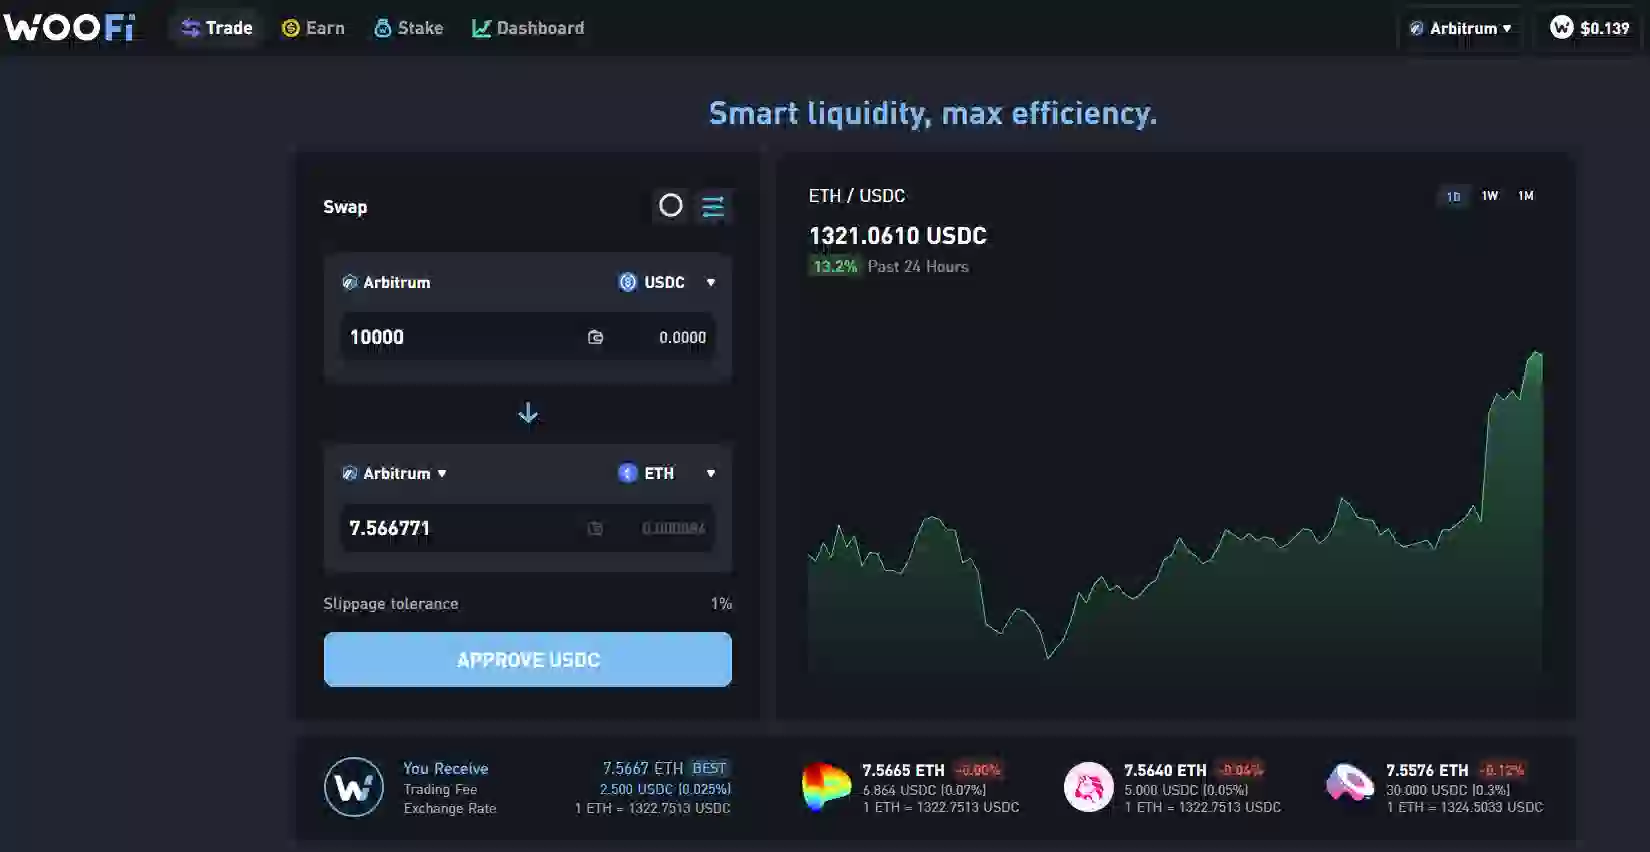 WOOFi
Trade
Earn
Stake
Dashboard
Arbitrum
$0.139
Smart liquidity, max efficiency.
Swap
Arbitrum
USDC
10000
0.0000
Arbitrum
ETH
7.566771
Slippage tolerance
1%
APPROVE USDC
ETH / USDC
1D
1W
1M
1321.0610 USDC
13.2% Past 24 Hours
You Receive
7.5667 ETH BEST
Trading Fee
2.500 USDC (0.025%)
Exchange Rate
1 ETH = 1322.7513 USDC
7.5665 ETH -0.00%
6.864 USDC (0.07%)
1 ETH = 1322.7513 USDC
7.5640 ETH -0.04%
5.000 USDC (0.05%)
1 ETH = 1322.7513 USDC
7.5576 ETH -0.12%
30.000 USDC (0.3%)
1 ETH = 1324.5033 USDC